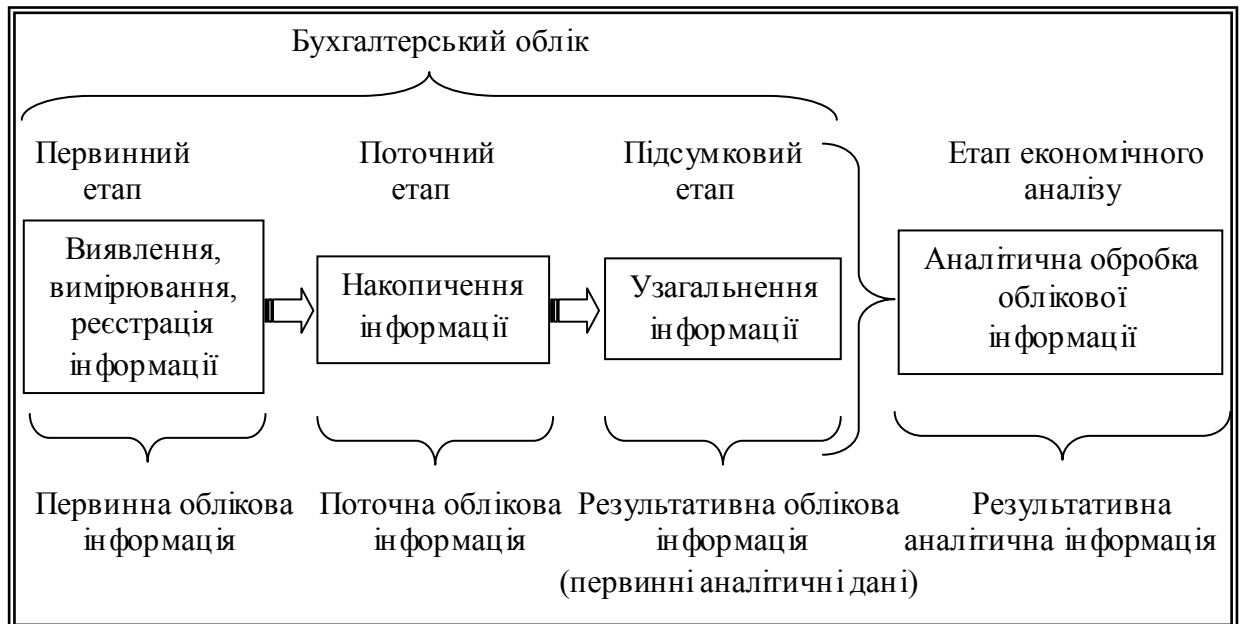 Бухгалтерський облік
Первинний
етап
Поточний
етап
Підсумковий
етап
Етап економічного
аналізу
Виявлення,
вимірювання,
реєстрація
інформації
Накопичення
інформації
Узагальнення
інформації
Аналітична обробка
облікової
інформації
Первинна облікова
інформація
Поточна облікова
інформація
Результативна облікова
інформація
(первинні аналітичні дані)
Результативна
аналітична інформація